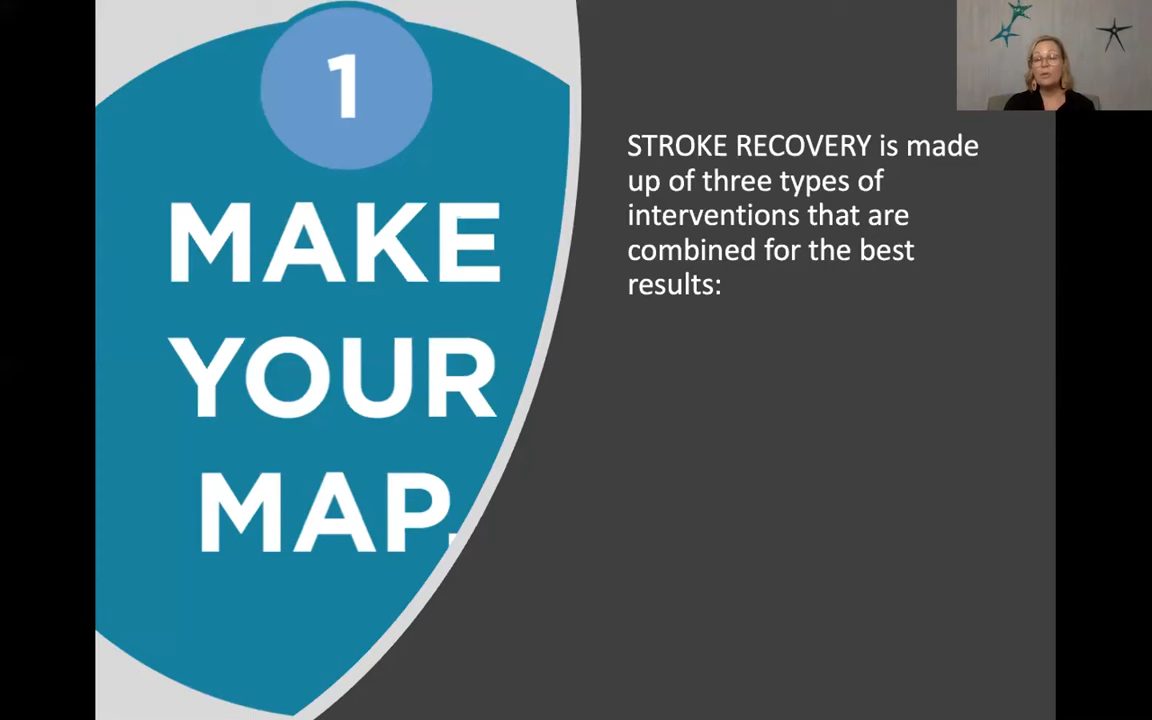 1
MAKE
YOUR
MAP.
STROKE RECOVERY is made
up of three types of
interventions that are
combined for the best
results: